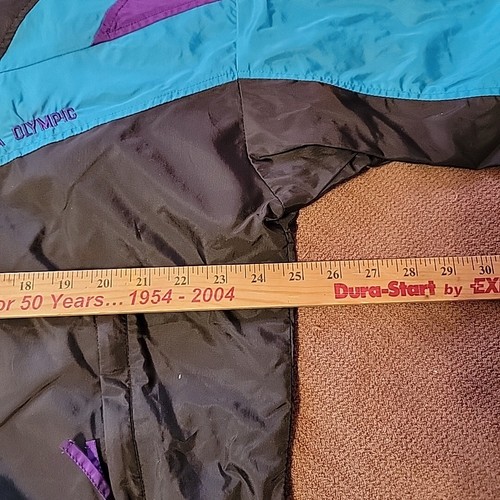 OLYMPIC
18 19 20 21 22 23 24 25 26 27 28 29 30
or 50 Years... 1954 - 2004 Dura-Start by EX